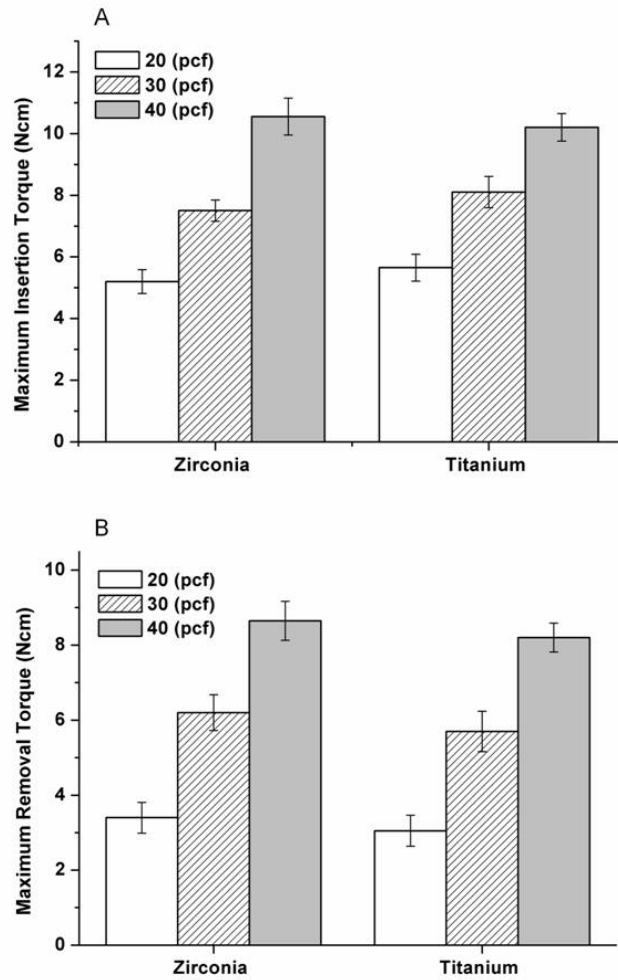 A
20 (pcf)
30 (pcf)
40 (pcf)
Maximum Insertion Torque (Ncm)
12
10
8
6
4
2
0
Zirconia
Titanium
B
20 (pcf)
30 (pcf)
40 (pcf)
Maximum Removal Torque (Ncm)
10
8
6
4
2
0
Zirconia
Titanium